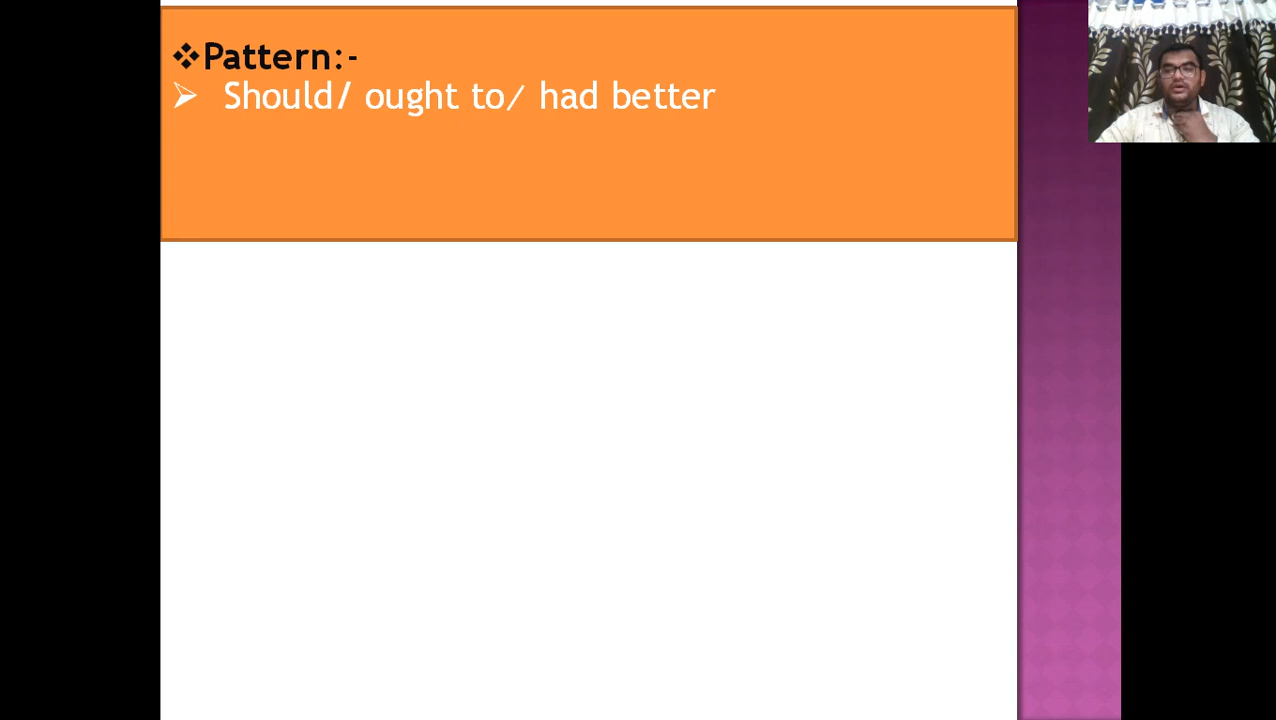 ❖Pattern:-
➢ Should/ ought to/ had better